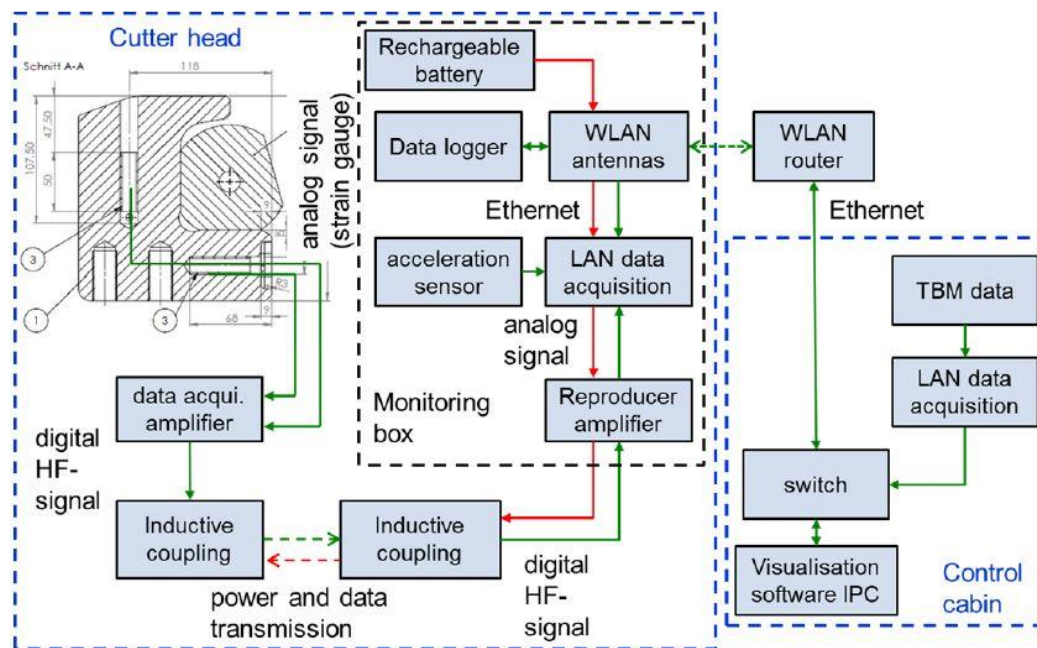 Cutter head
Schnitt A-A
118
107.50
47.50
50
9
R3
9
68
3
3
1
analog signal
(strain gauge)
Rechargeable
battery
Data logger
WLAN
antennas
WLAN
router
Ethernet
Ethernet
acceleration
sensor
LAN data
acquisition
analog
signal
Monitoring
box
Reproducer
amplifier
data acqui.
amplifier
digital
HF-
signal
Inductive
coupling
Inductive
coupling
power and data
transmission
digital
HF-
signal
TBM data
LAN data
acquisition
switch
Visualisation
software IPC
Control
cabin